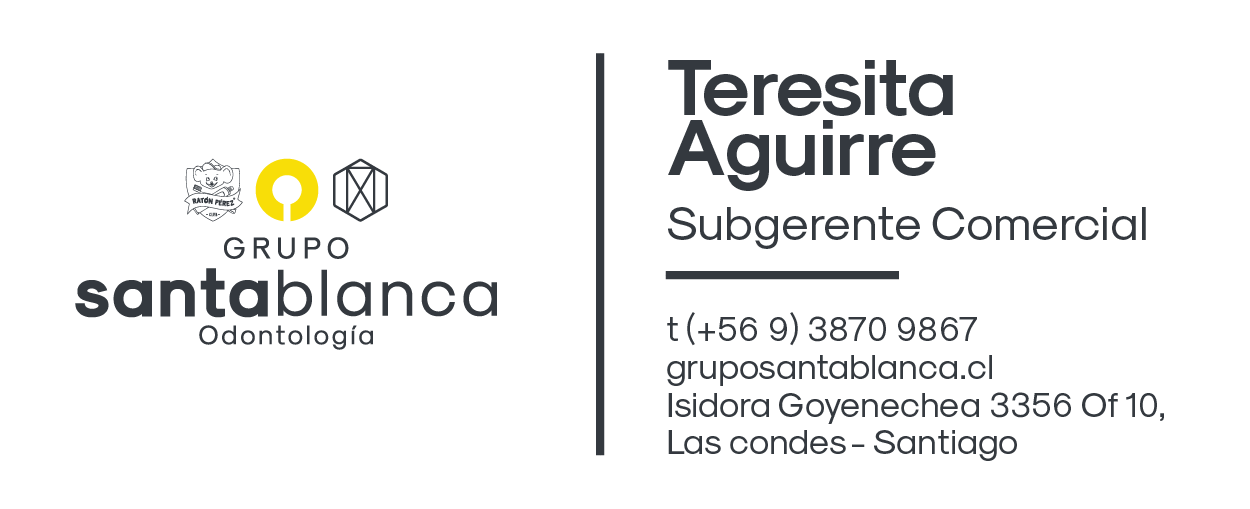 RATÓN PÉREZ
GRUPO
santablanca
Odontología
Teresita
Aguirre
Subgerente Comercial
t (+56 9) 3870 9867
gruposantablanca.cl
Isidora Goyenechea 3356 Of 10,
Las condes - Santiago